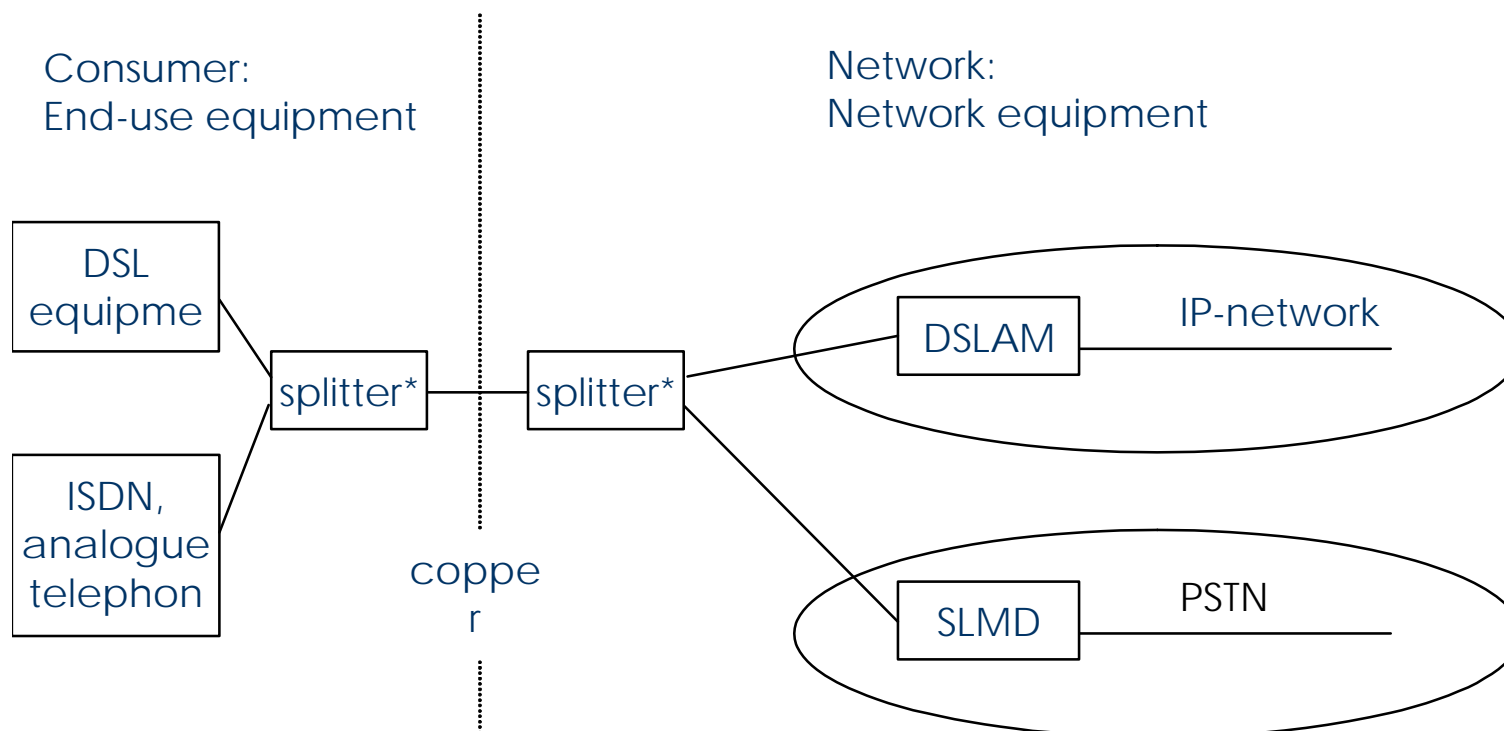 Consumer:
End-use equipment
Network:
Network equipment
DSL
equipme
splitter*
splitter*
DSLAM
IP-network
ISDN,
analogue
telephon
coppe
r
SLMD
PSTN